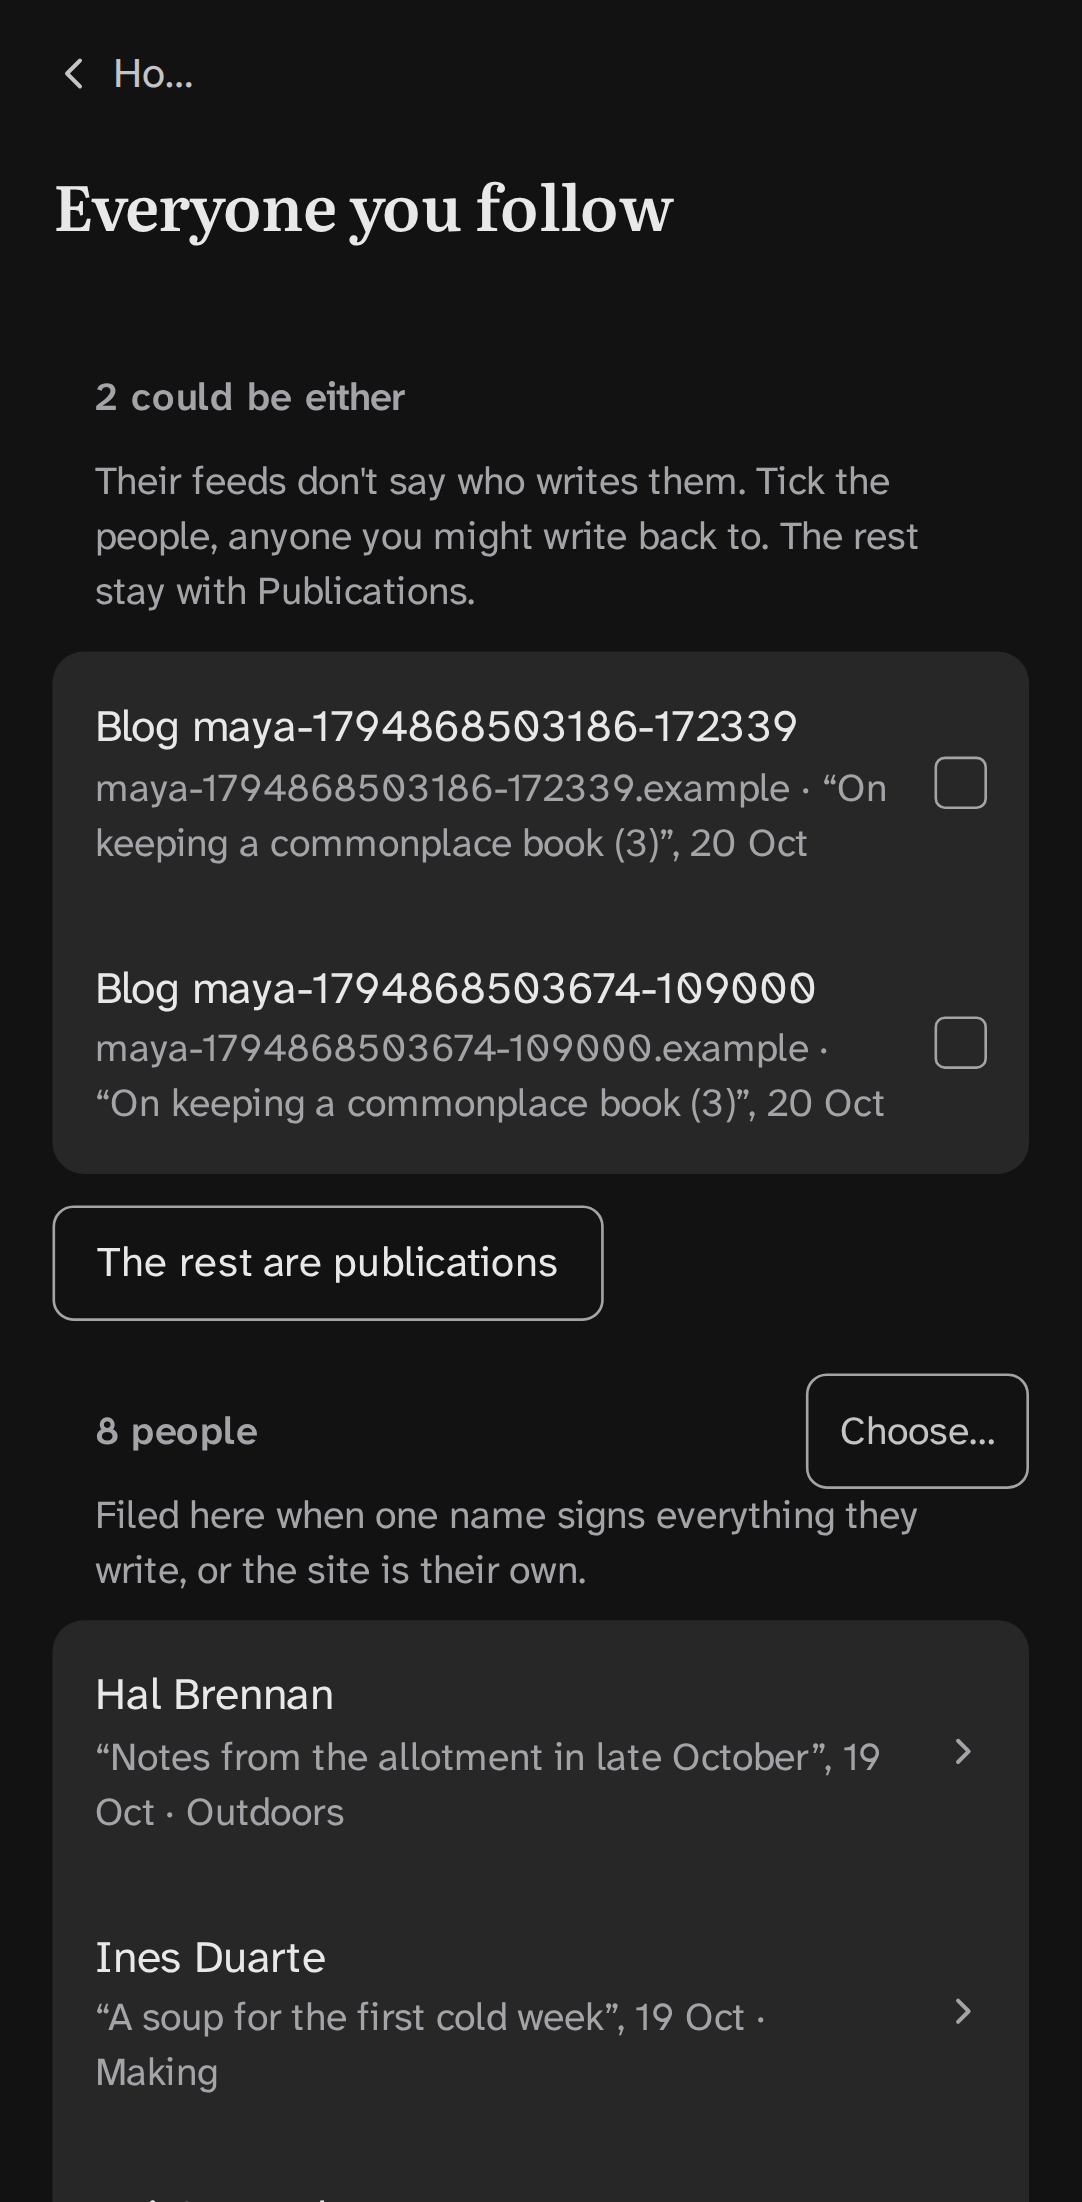 Ho...
Everyone you follow
2 could be either
Their feeds don't say who writes them. Tick the
people, anyone you might write back to. The rest
stay with Publications.
Blog maya-1794868503186-172339
maya-1794868503186-172339.example · “On
keeping a commonplace book (3)”, 20 Oct
Blog maya-1794868503674-109000
maya-1794868503674-109000.example ·
“On keeping a commonplace book (3)”, 20 Oct
The rest are publications
8 people
Choose...
Filed here when one name signs everything they
write, or the site is their own.
Hal Brennan
“Notes from the allotment in late October”, 19
Oct · Outdoors
Ines Duarte
“A soup for the first cold week”, 19 Oct ·
Making